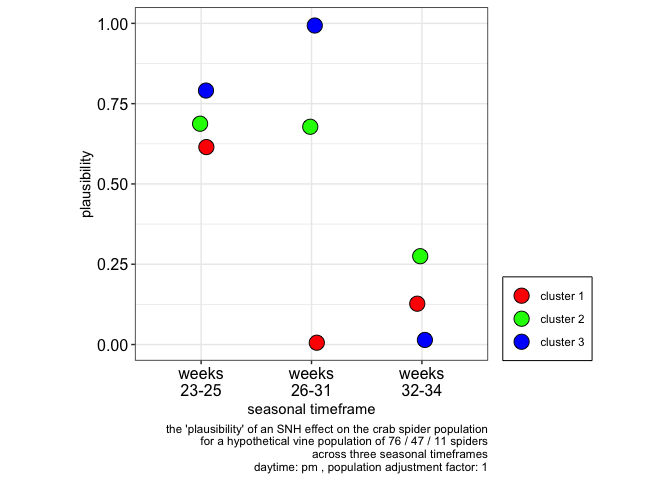 1.00
0.75
0.50
0.25
0.00
plausibility
weeks
23-25
weeks
26-31
weeks
32-34
seasonal timeframe
cluster 1
cluster 2
cluster 3
the 'plausibility' of an SNH effect on the crab spider population
for a hypothetical vine population of 76 / 47 / 11 spiders
across three seasonal timeframes
daytime: pm , population adjustment factor: 1